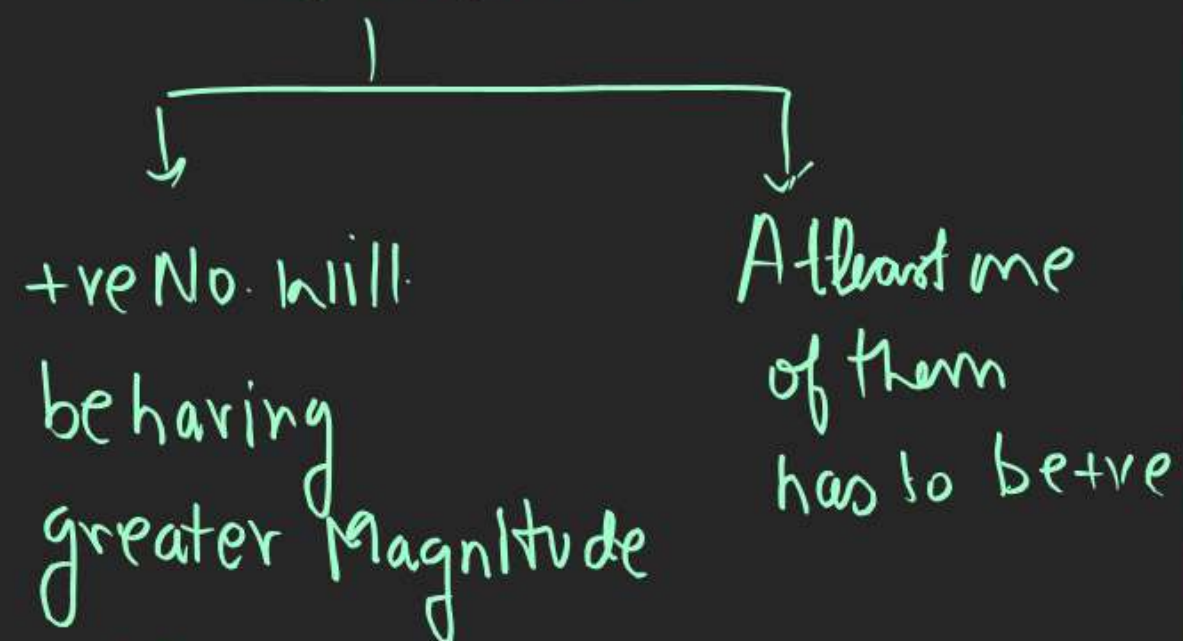 +ve No. will
be having
greater Magnitude
Atleast one
of them
has to be +ve